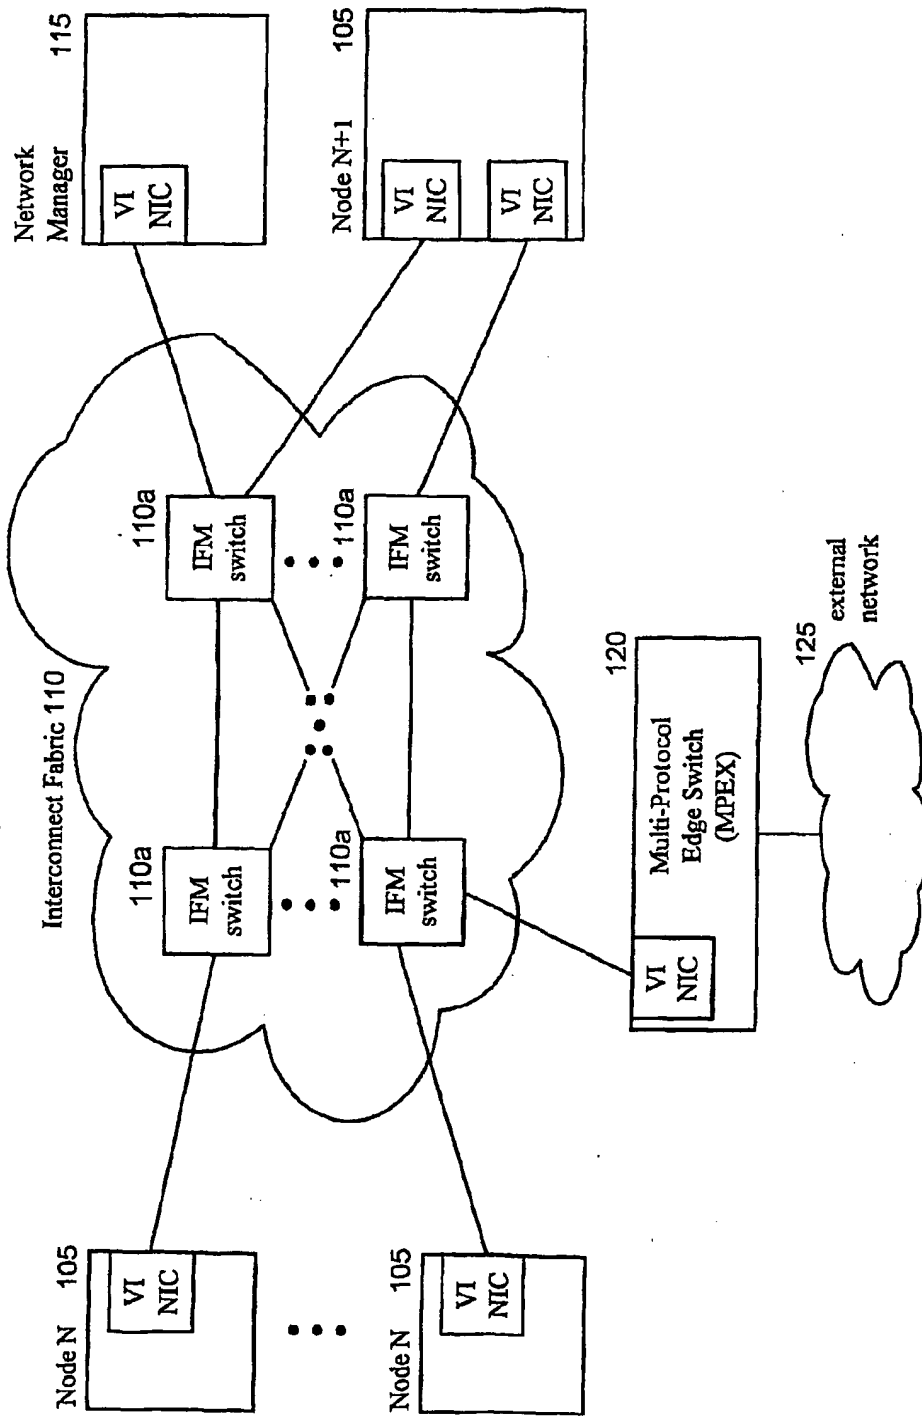 Network
Manager
115
VI
NIC
Node N+1
105
VI
NIC
VI
NIC
Interconnect Fabric 110
110a
IFM
switch
110a
IFM
switch
110a
IFM
switch
110a
IFM
switch
Node N
105
VI
NIC
Node N
105
VI
NIC
120
VI
NIC
Multi-Protocol
Edge Switch
(MPEX)
125
external
network